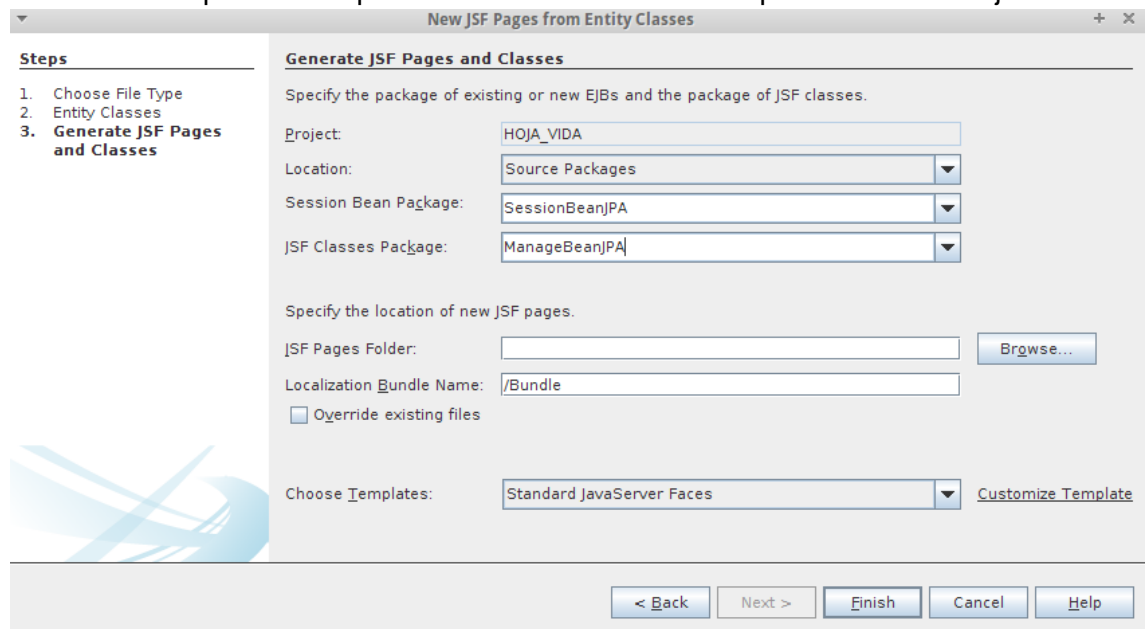 New JSF Pages from Entity Classes
Steps
1. Choose File Type
2. Entity Classes
3. Generate JSF Pages
and Classes
Generate JSF Pages and Classes
Specify the package of existing or new EJBs and the package of JSF classes.
Project: HOJA_VIDA
Location: Source Packages
Session Bean Package: SessionBeanJPA
JSF Classes Package: ManageBeanJPA
Specify the location of new JSF pages.
JSF Pages Folder: Browse...
Localization Bundle Name: /Bundle
Override existing files
Choose Templates: Standard JavaServer Faces Customize Template
< Back Next > Finish Cancel Help